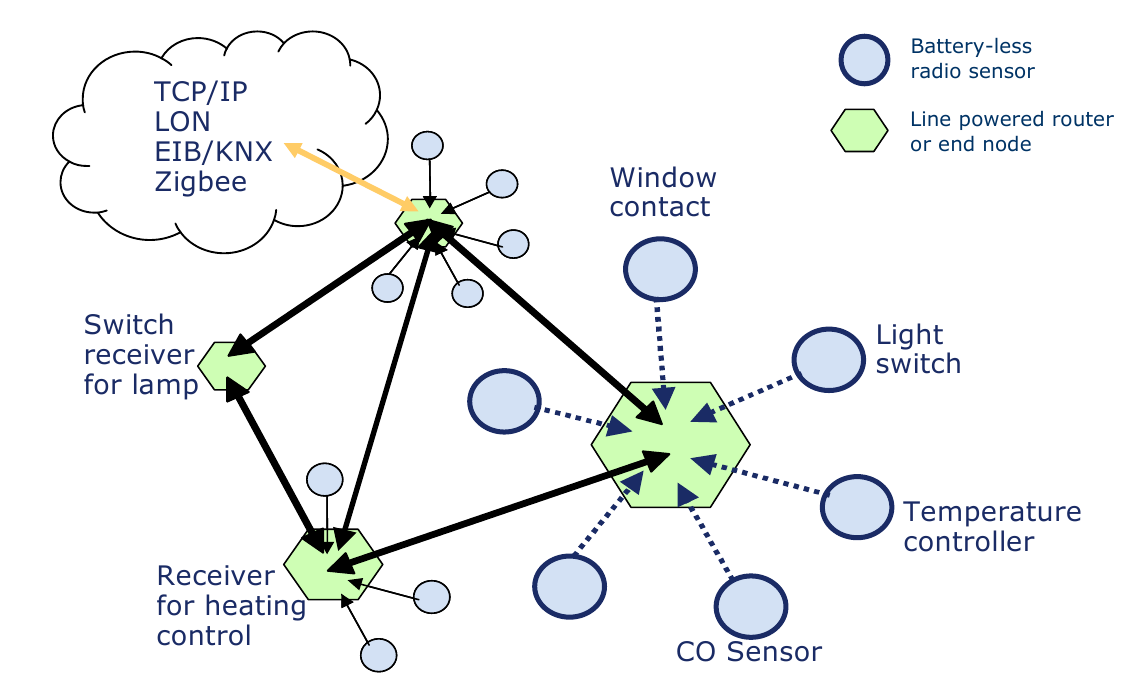 Battery-less
radio sensor
TCP/IP
LON
EIB/KNX
Zigbee
Line powered router
or end node
Window
contact
Switch
receiver
for lamp
Light
switch
Temperature
controller
Receiver
for heating
control
CO Sensor